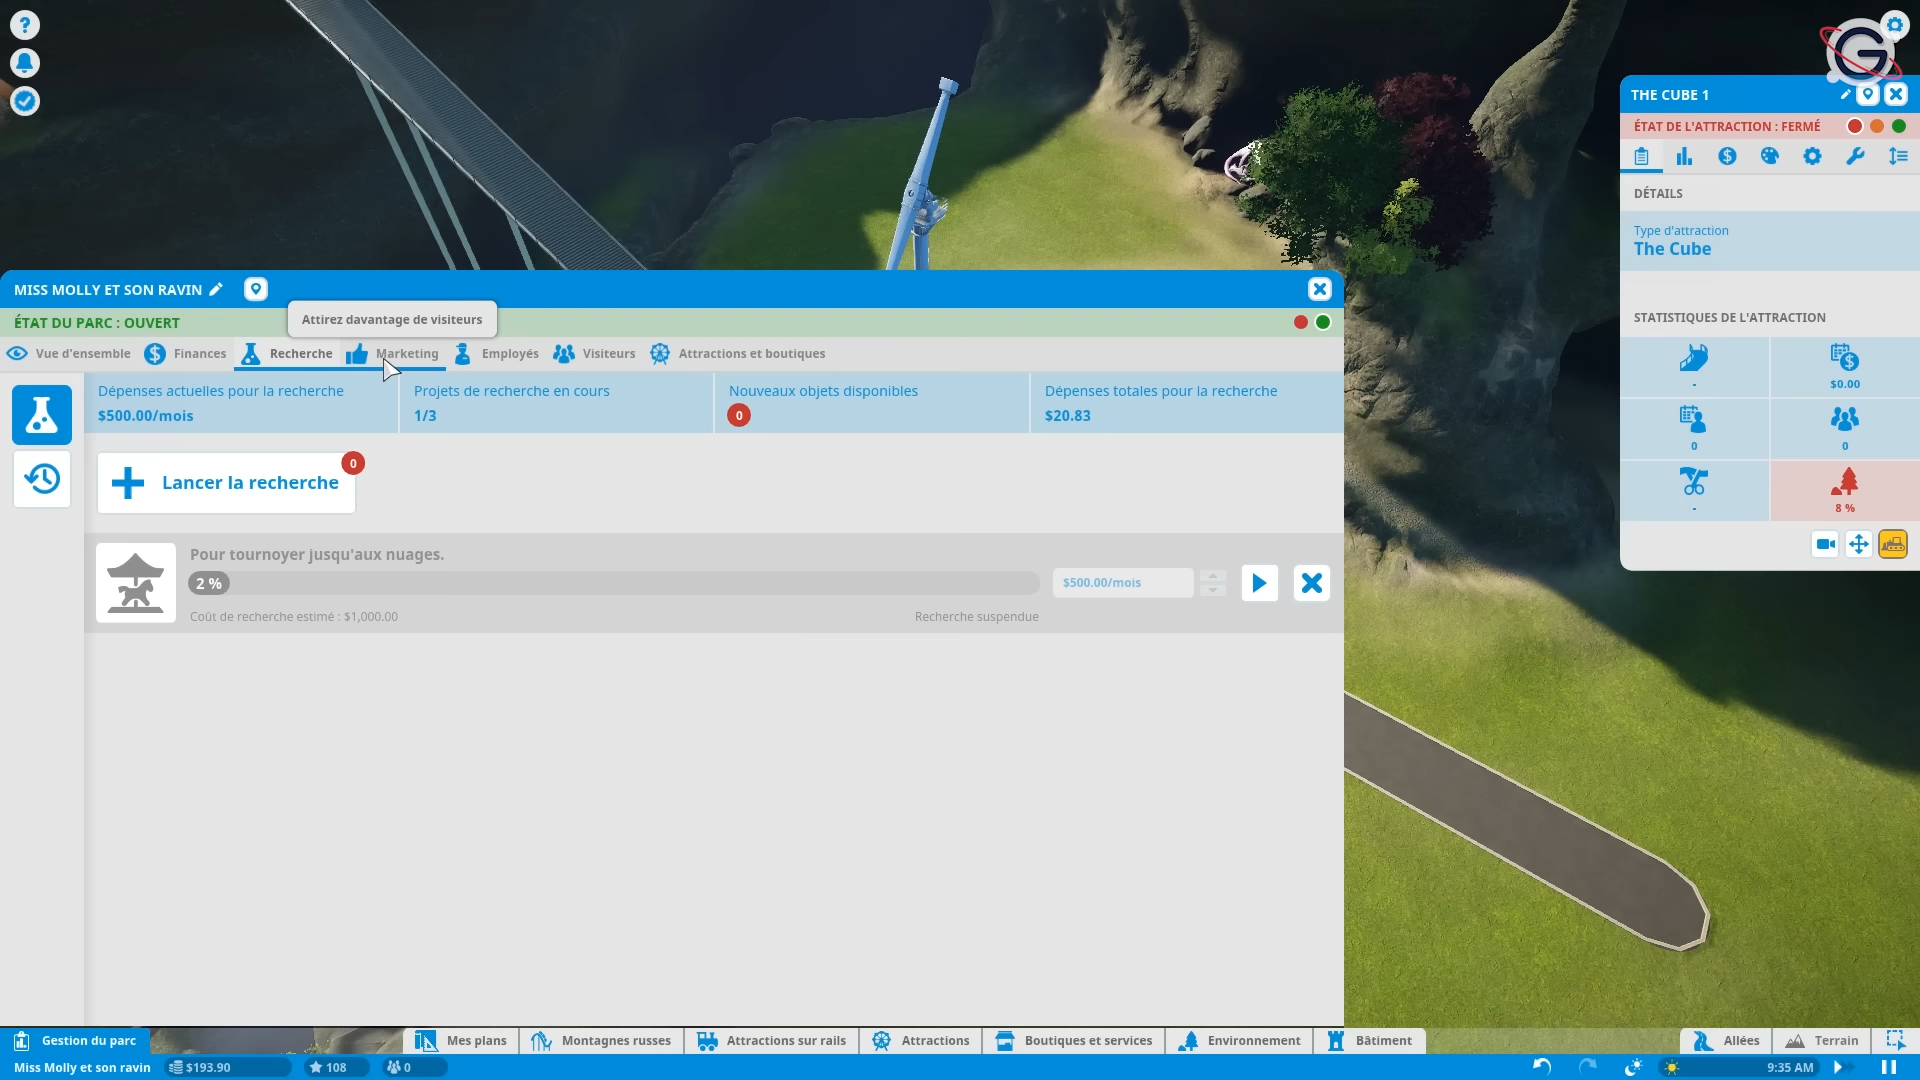 ?
G
THE CUBE 1
ÉTAT DE L'ATTRACTION : FERMÉ
DÉTAILS
Type d'attraction
The Cube
STATISTIQUES DE L'ATTRACTION
-
$0.00
0
0
-
8 %
MISS MOLLY ET SON RAVIN
Attirez davantage de visiteurs
ÉTAT DU PARC : OUVERT
Vue d'ensemble
Finances
Recherche
Marketing
Employés
Visiteurs
Attractions et boutiques
Dépenses actuelles pour la recherche
$500.00/mois
Projets de recherche en cours
1/3
Nouveaux objets disponibles
0
Dépenses totales pour la recherche
$20.83
Lancer la recherche
0
Pour tournoyer jusqu'aux nuages.
2 %
$500.00/mois
Coût de recherche estimé : $1,000.00
Recherche suspendue
Gestion du parc
Mes plans
Montagnes russes
Attractions sur rails
Attractions
Boutiques et services
Environnement
Bâtiment
Allées
Terrain
Miss Molly et son ravin
$193.90
108
0
9:35 AM